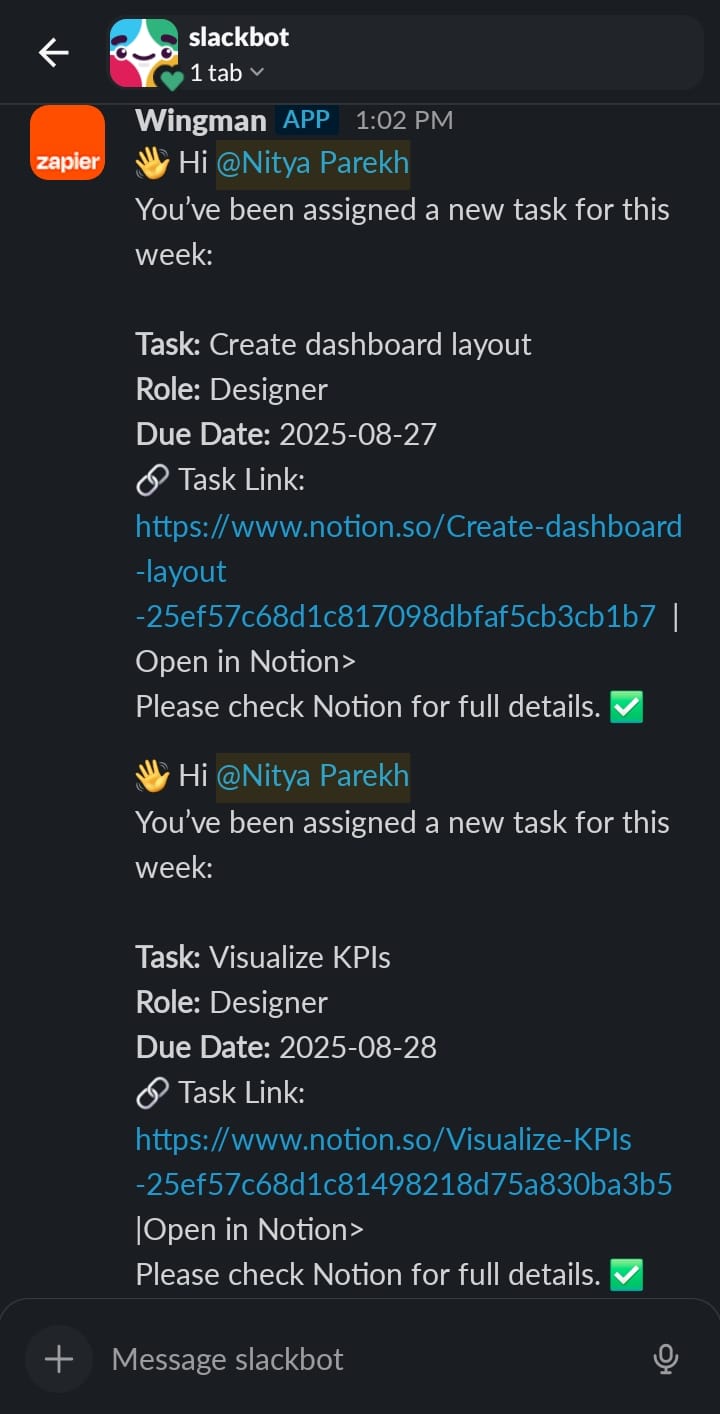 slackbot
1 tab
zapier
Wingman APP 1:02 PM
👋 Hi @Nitya Parekh
You’ve been assigned a new task for this
week:
Task: Create dashboard layout
Role: Designer
Due Date: 2025-08-27
🔗 Task Link:
https://www.notion.so/Create-dashboard
-layout
-25ef57c68d1c817098dbfaf5cb3cb1b7 |
Open in Notion>
Please check Notion for full details. ✅
👋 Hi @Nitya Parekh
You’ve been assigned a new task for this
week:
Task: Visualize KPIs
Role: Designer
Due Date: 2025-08-28
🔗 Task Link:
https://www.notion.so/Visualize-KPIs
-25ef57c68d1c81498218d75a830ba3b5
|Open in Notion>
Please check Notion for full details. ✅
Message slackbot